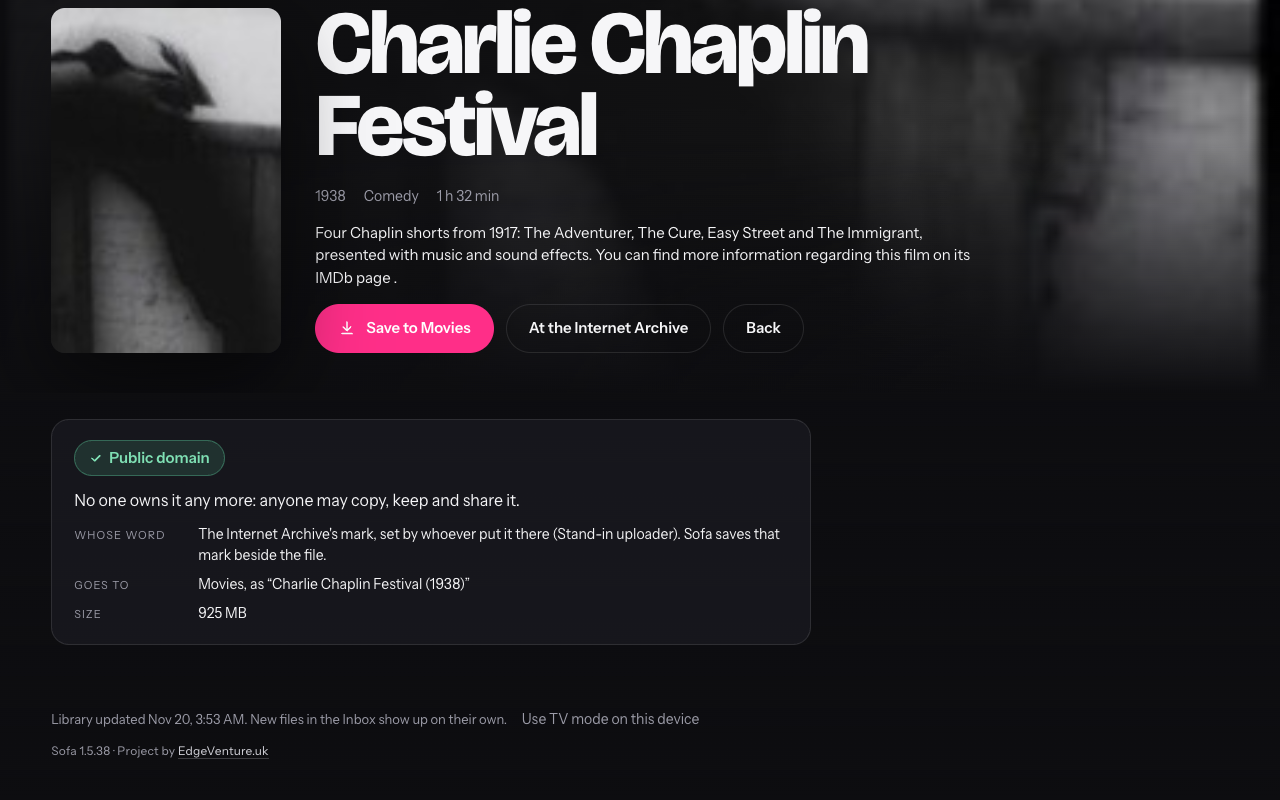 Charlie Chaplin
Festival
1938 Comedy 1 h 32 min
Four Chaplin shorts from 1917: The Adventurer, The Cure, Easy Street and The Immigrant,
presented with music and sound effects. You can find more information regarding this film on its
IMDb page .
Save to Movies At the Internet Archive Back
Public domain
No one owns it any more: anyone may copy, keep and share it.
WHOSE WORD The Internet Archive's mark, set by whoever put it there (Stand-in uploader). Sofa saves that
mark beside the file.
GOES TO Movies, as “Charlie Chaplin Festival (1938)”
SIZE 925 MB
Library updated Nov 20, 3:53 AM. New files in the Inbox show up on their own. Use TV mode on this device
Sofa 1.5.38 · Project by EdgeVenture.uk